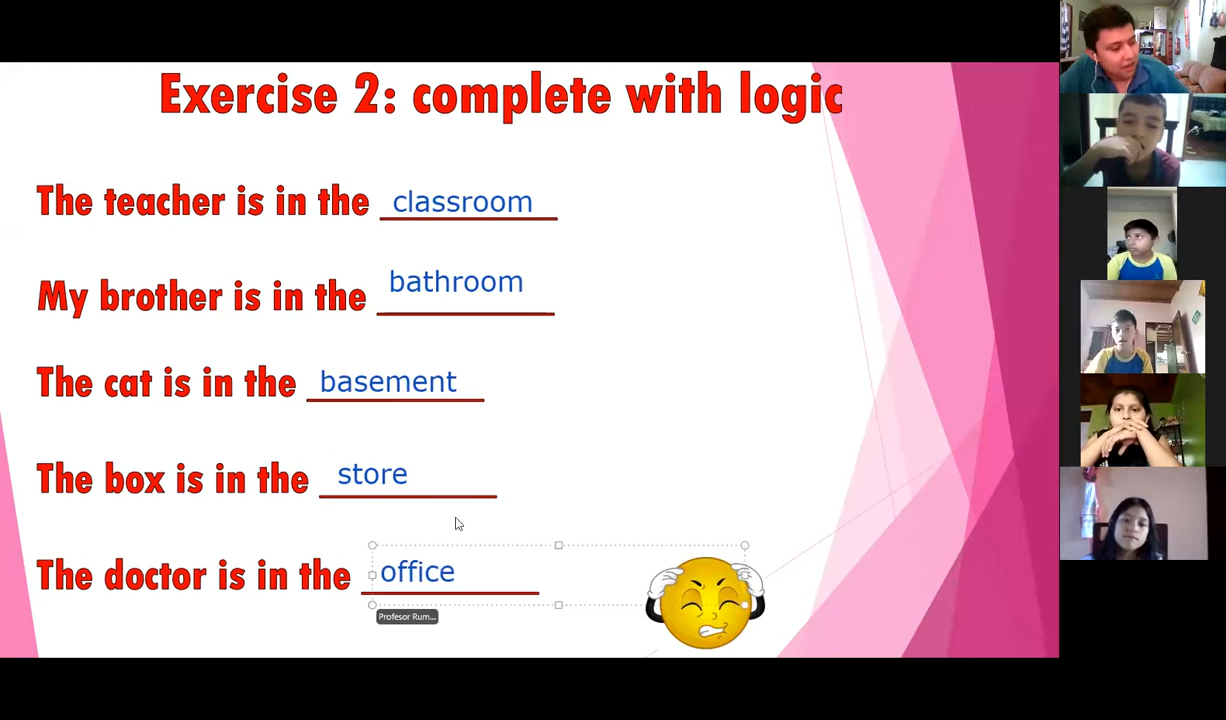 Exercise 2: complete with logic
The teacher is in the classroom
My brother is in the bathroom
The cat is in the basement
The box is in the store
The doctor is in the office
Profesor Rum...